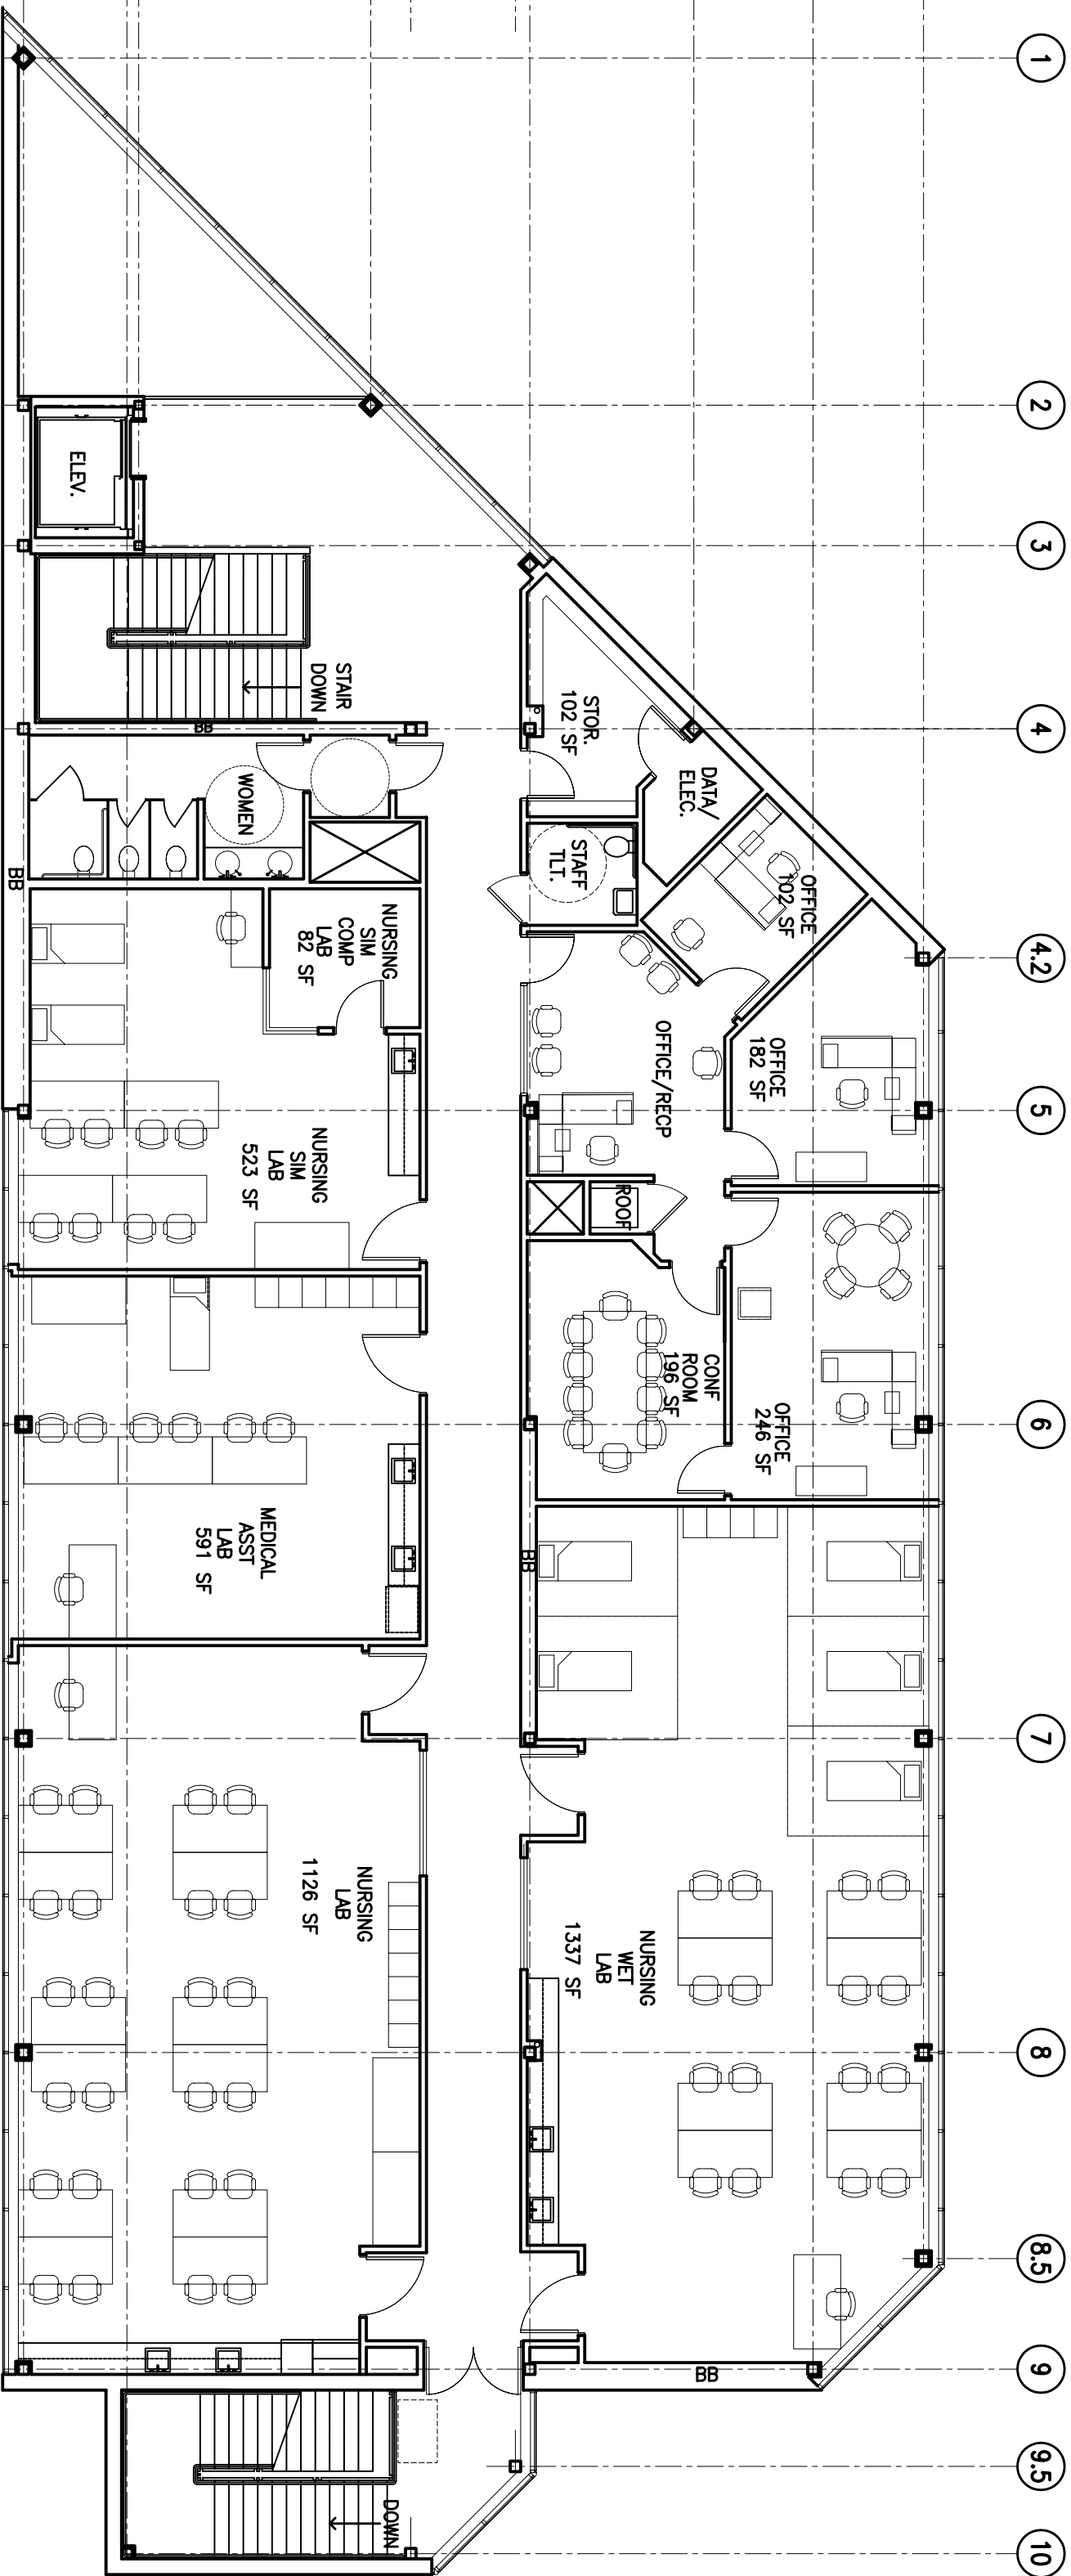 1
2
3
4
4.2
5
6
7
8
8.5
9
9.5
10
ELEV.
STAIR
DOWN
BB
BB
WOMEN
STOR.
102 SF
DATA/
ELEC.
STAFF
TLT.
OFFICE
102 SF
OFFICE
182 SF
OFFICE/RECP
NURSING
SIM
COMP
LAB
82 SF
NURSING
SIM
LAB
523 SF
ROOF
CONF
ROOM
196 SF
OFFICE
246 SF
MEDICAL
ASST
LAB
591 SF
BB
NURSING
LAB
1126 SF
NURSING
WET
LAB
1337 SF
BB
DOWN